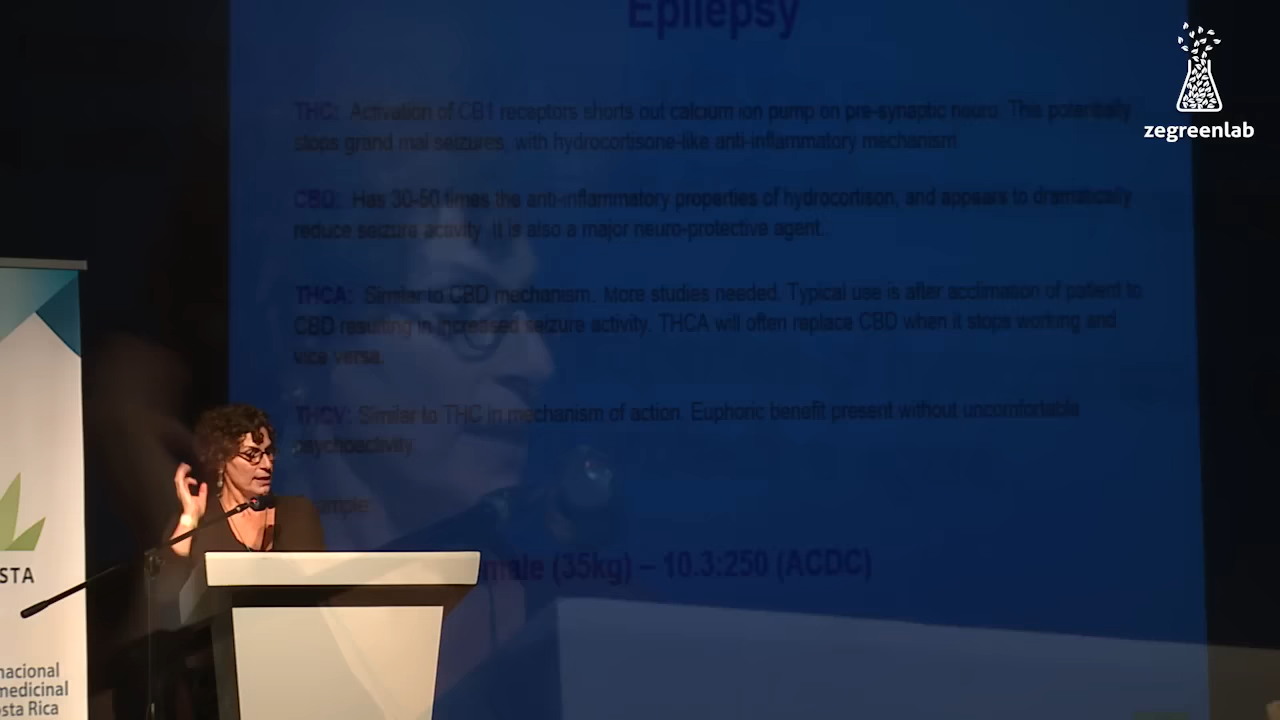 Epilepsy
zegreenlab
THC: Activation of CB1 receptors shorts out calcium ion pump on pre-synaptic neuro. This potentially
stops grand mal seizures, with hydrocortisone-like anti-inflammatory mechanism.
CBD: Has 30-50 times the anti-inflammatory properties of hydrocortison, and appears to dramatically
reduce seizure activity. It is also a major neuro-protective agent.
THCA: Similar to CBD mechanism. More studies needed. Typical use is after acclimation of patient to
CBD resulting in increased seizure activity. THCA will often replace CBD when it stops working and
vice versa.
THCV: Similar to THC in mechanism of action. Euphoric benefit present without uncomfortable
psychoactivity.
male (35kg) – 10.3:250 (ACDC)
STA
nacional
medicinal
osta Rica